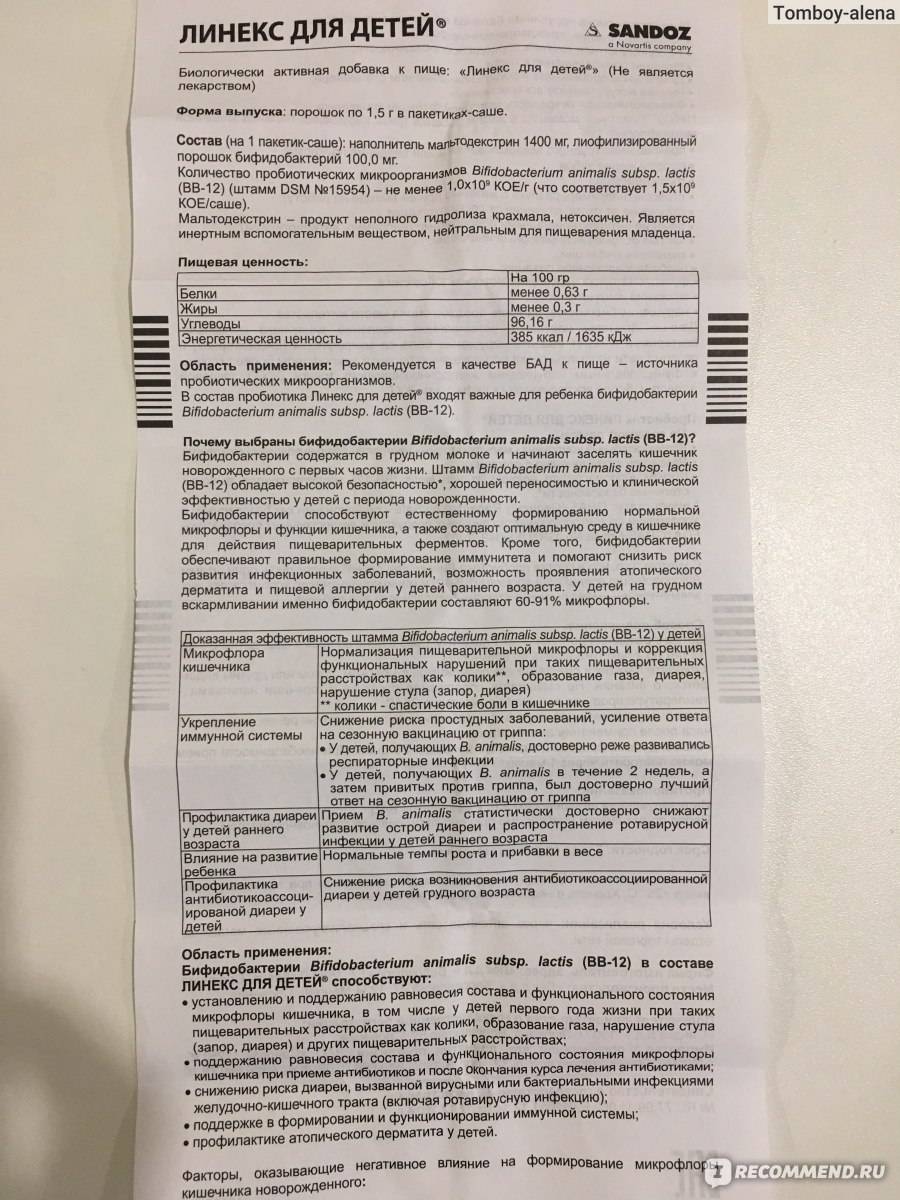 Tomboy-alena
ЛИНЕКС ДЛЯ ДЕТЕЙ®
SANDOZ
a Novartis company
Биологически активная добавка к пище: «Линекс для детей®» (Не является
лекарством)
Форма выпуска: порошок по 1,5 г в пакетиках-саше.
Состав (на 1 пакетик-саше): наполнитель мальтодекстрин 1400 мг, лиофилизированный
порошок бифидобактерий 100,0 мг.
Количество пробиотических микроорганизмов Bifidobacterium animalis subsp. lactis
(BB-12) (штамм DSM №15954) – не менее 1,0х10⁹ КОЕ/г (что соответствует 1,5х10⁹
КОЕ/саше).
Мальтодекстрин – продукт неполного гидролиза крахмала, нетоксичен. Является
инертным вспомогательным веществом, нейтральным для пищеварения младенца.
Пищевая ценность:
На 100 гр
Белки менее 0,63 г
Жиры менее 0,3 г
Углеводы 96,16 г
Энергетическая ценность 385 ккал / 1635 кДж
Область применения: Рекомендуется в качестве БАД к пище – источника
пробиотических микроорганизмов.
В состав пробиотика Линекс для детей® входят важные для ребенка бифидобактерии
Bifidobacterium animalis subsp. lactis (BB-12).
Почему выбраны бифидобактерии Bifidobacterium animalis subsp. lactis (BB-12)?
Бифидобактерии содержатся в грудном молоке и начинают заселять кишечник
новорожденного с первых часов жизни. Штамм Bifidobacterium animalis subsp. lactis
(BB-12) обладает высокой безопасностью*, хорошей переносимостью и клинической
эффективностью у детей с периода новорожденности.
Бифидобактерии способствуют естественному формированию нормальной
микрофлоры и функции кишечника, а также создают оптимальную среду в кишечнике
для действия пищеварительных ферментов. Кроме того, бифидобактерии
обеспечивают правильное формирование иммунитета и помогают снизить риск
развития инфекционных заболеваний, возможность проявления атопического
дерматита и пищевой аллергии у детей раннего возраста. У детей на грудном
вскармливании именно бифидобактерии составляют 60-91% микрофлоры.
Доказанная эффективность штамма Bifidobacterium animalis subsp. lactis (BB-12) у детей
Микрофлора
кишечника
Нормализация пищеварительной микрофлоры и коррекция
функциональных нарушений при таких пищеварительных
расстройствах как колики**, образование газа, диарея,
нарушение стула (запор, диарея)
** колики - спастические боли в кишечнике
Укрепление
иммунной системы
Снижение риска простудных заболеваний, усиление ответа
на сезонную вакцинацию от гриппа:
• У детей, получающих B. animalis, достоверно реже развивались
респираторные инфекции
• У детей, получающих B. animalis в течение 2 недель, а
затем привитых против гриппа, был достоверно лучший
ответ на сезонную вакцинацию от гриппа
Профилактика диареи
у детей раннего
возраста
Прием B. animalis статистически достоверно снижают
развитие острой диареи и распространение ротавирусной
инфекции у детей раннего возраста
Влияние на развитие
ребенка
Нормальные темпы роста и прибавки в весе
Профилактика
антибиотикоассоци-
ированой диареи у
детей
Снижение риска возникновения антибиотикоассоциированной
диареи у детей грудного возраста
Область применения:
Бифидобактерии Bifidobacterium animalis subsp. lactis (BB-12) в составе
ЛИНЕКС ДЛЯ ДЕТЕЙ® способствуют:
• установлению и поддержанию равновесия состава и функционального состояния
микрофлоры кишечника, в том числе у детей первого года жизни при таких
пищеварительных расстройствах как колики, образование газа, нарушение стула
(запор, диарея) и других пищеварительных расстройствах;
• поддержанию равновесия состава и функционального состояния микрофлоры
кишечника при приеме антибиотиков и после окончания курса лечения антибиотиками;
• снижению риска диареи, вызванной вирусными или бактериальными инфекциями
желудочно-кишечного тракта (включая ротавирусную инфекцию);
• поддержке в формировании и функционировании иммунной системы;
• профилактике атопического дерматита у детей.
Факторы, оказывающие негативное влияние на формирование микрофлоры
кишечника новорожденного:
IRECOMMEND.RU